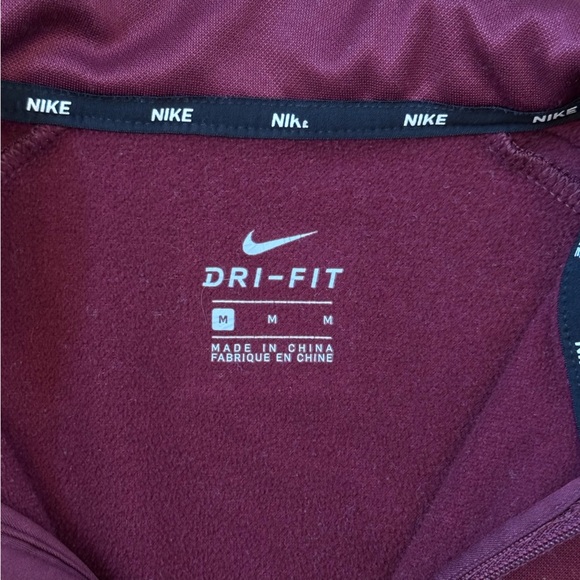 NIKE NIKE NIKE NIKE NIKE
DRI-FIT
M M M
MADE IN CHINA
FABRIQUE EN CHINE